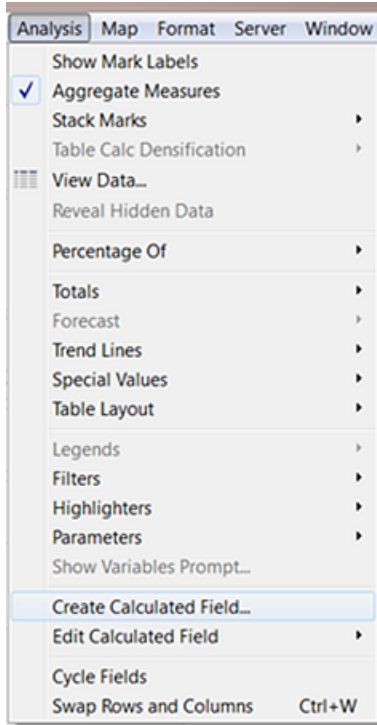 Analysis Map Format Server Window
Show Mark Labels
Aggregate Measures
Stack Marks
Table Calc Densification
View Data...
Reveal Hidden Data
Percentage Of
Totals
Forecast
Trend Lines
Special Values
Table Layout
Legends
Filters
Highlighters
Parameters
Show Variables Prompt...
Create Calculated Field...
Edit Calculated Field
Cycle Fields
Swap Rows and Columns Ctrl+W